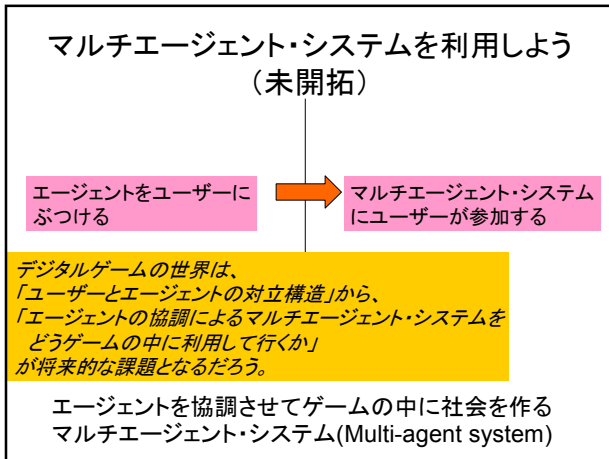 マルチエージェント・システムを利用しよう
(未開拓)
エージェントをユーザーに
ぶつける
マルチエージェント・システム
にユーザーが参加する
デジタルゲームの世界は、
「ユーザーとエージェントの対立構造」から、
「エージェントの協調によるマルチエージェント・システムを
どうゲームの中に利用して行くか」
が将来的な課題となるだろう。
エージェントを協調させてゲームの中に社会を作る
マルチエージェント・システム(Multi-agent system)